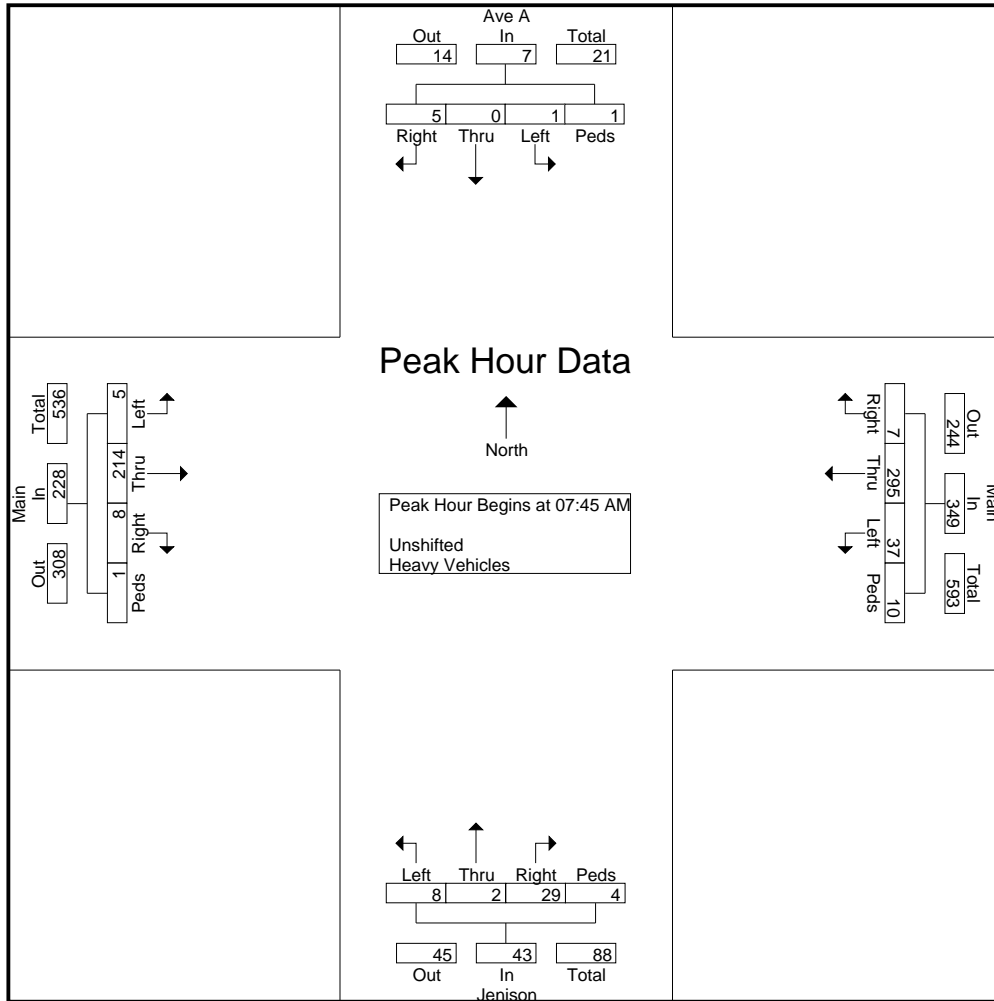 Ave A
Out In Total
14 7 21
5 0 1 1
Right Thru Left Peds
Peak Hour Data
North
Peak Hour Begins at 07:45 AM
Unshifted
Heavy Vehicles
Main
Total In Out
536 228 308
5 214 8 1
Left Thru Right Peds
Right Thru Left Peds
7 295 37 10
Out In Total
244 349 593
Main
Left Thru Right Peds
8 2 29 4
45 43 88
Out In Total
Jenison